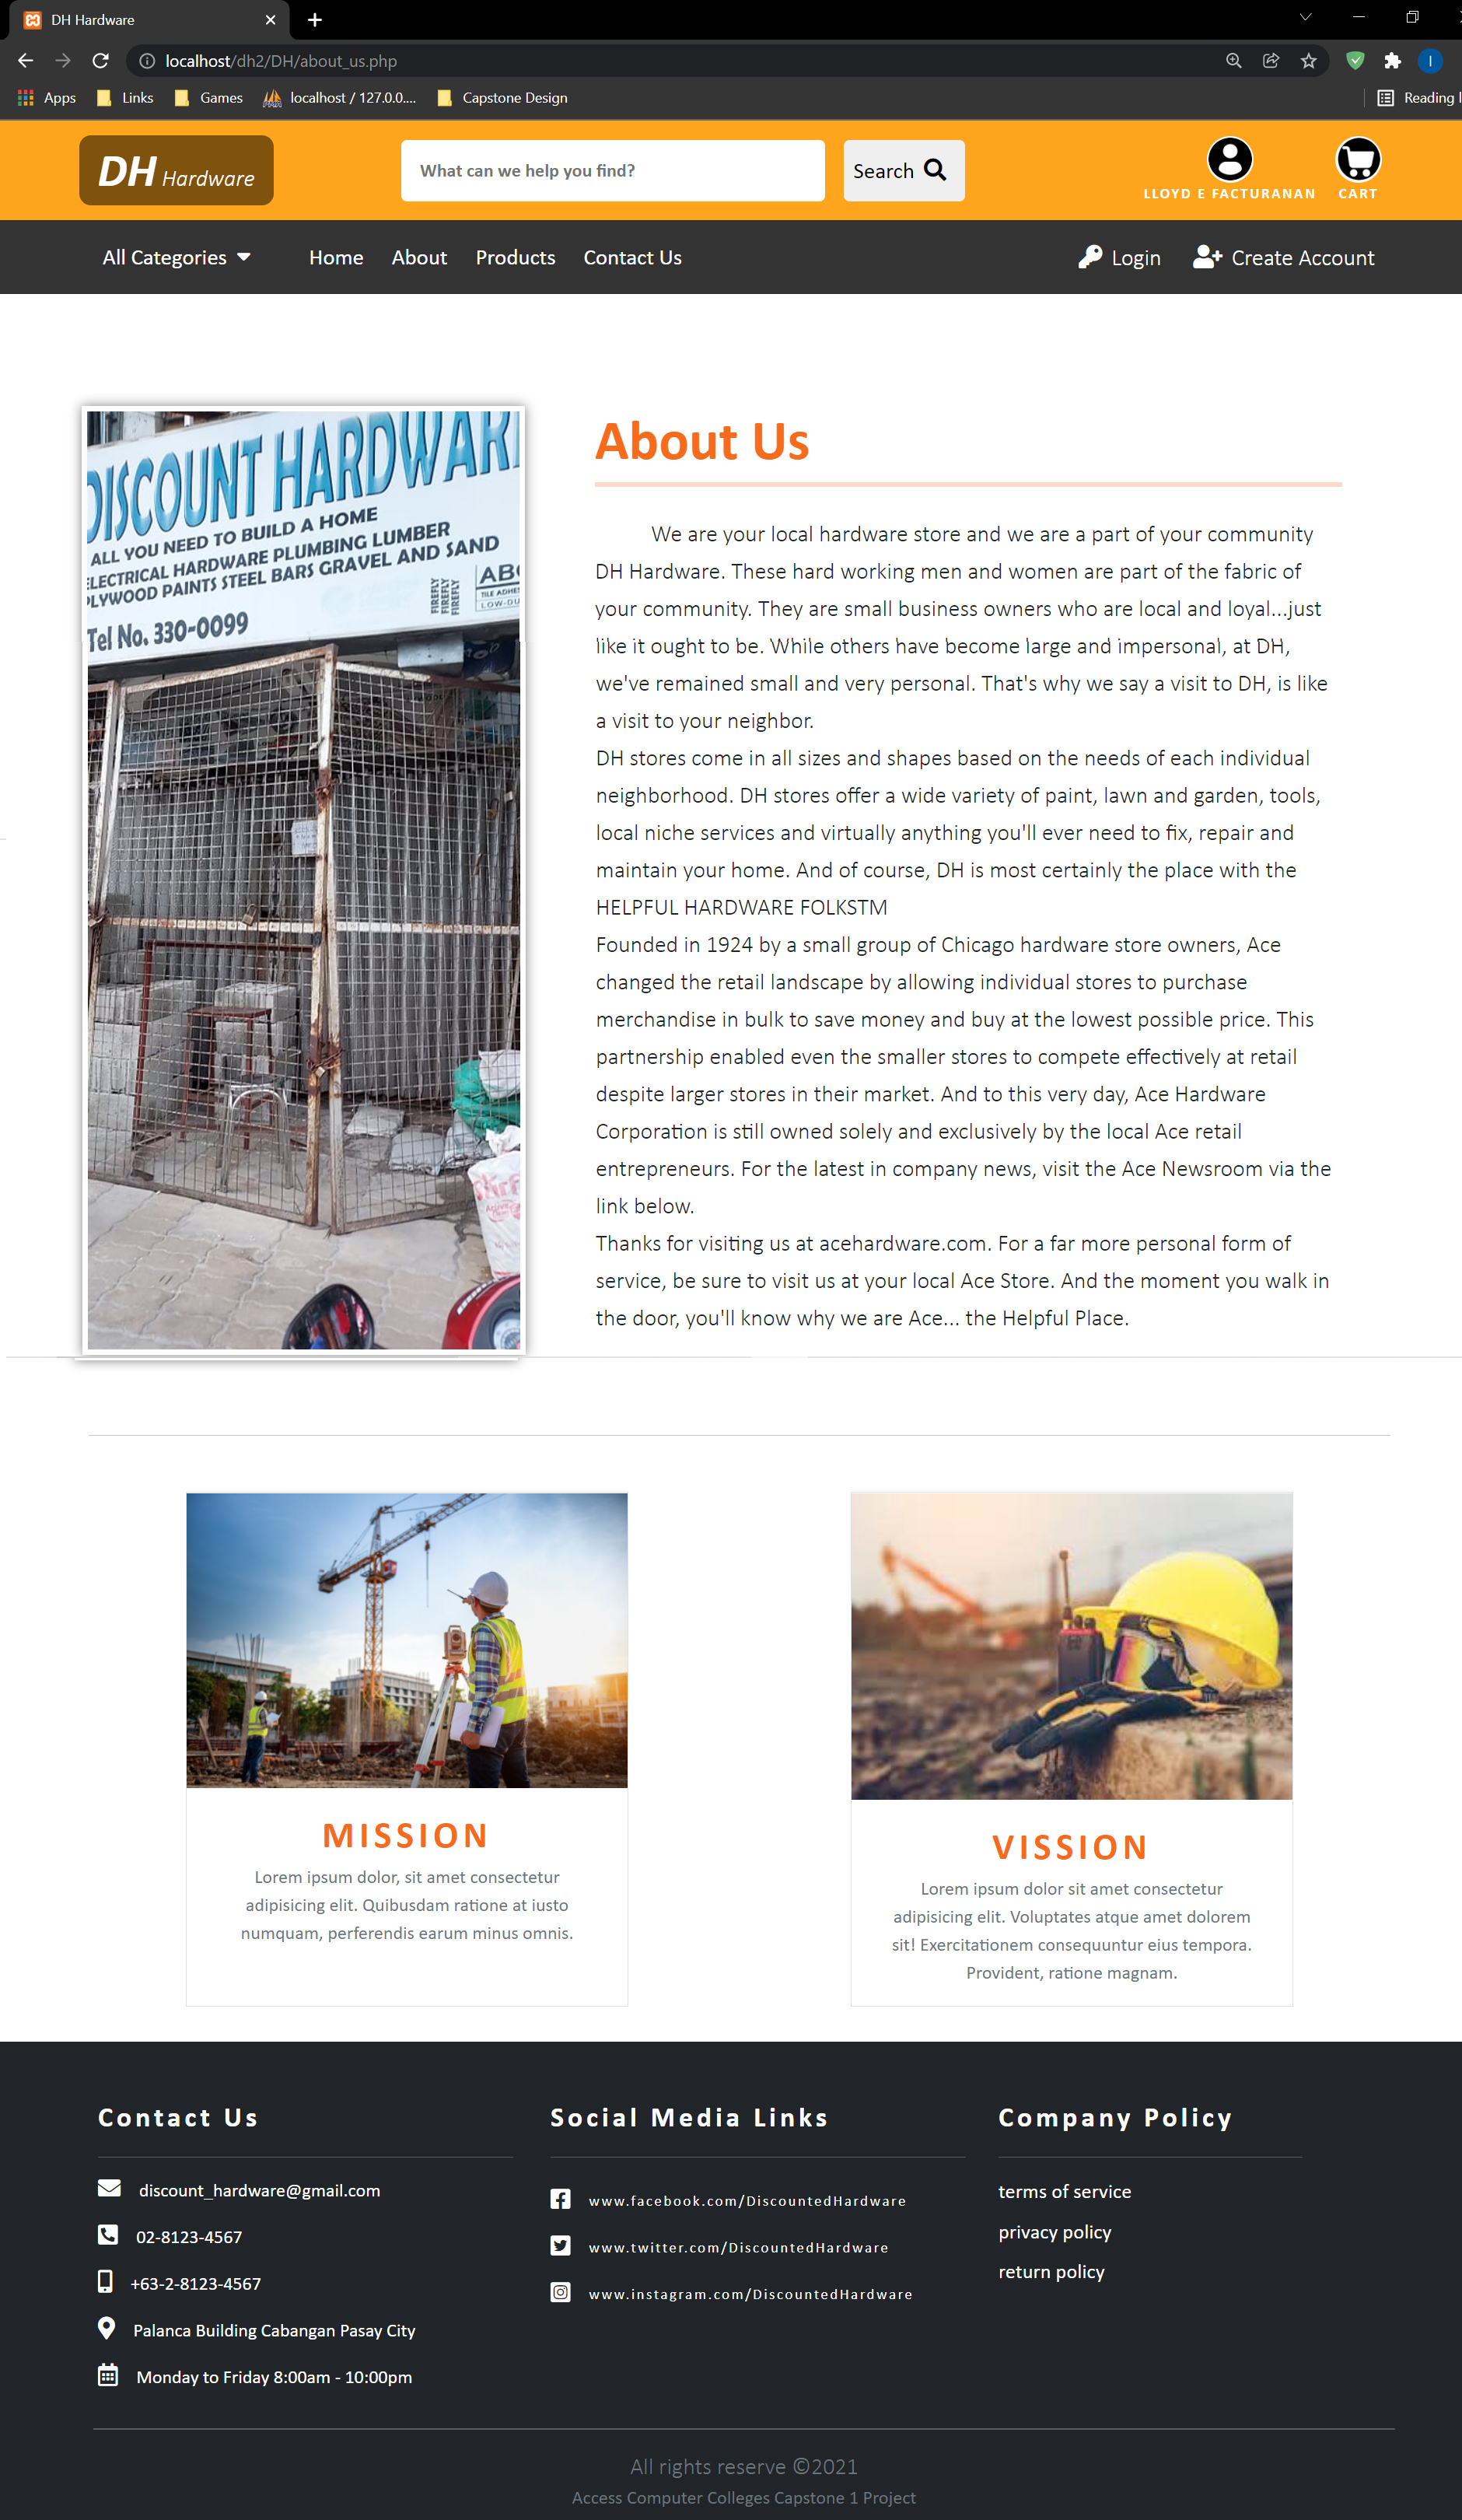 DH Hardware
localhost/dh2/DH/about_us.php
Apps Links Games localhost / 127.0.0.... Capstone Design Reading l
DH Hardware
What can we help you find?
Search
LLOYD E FACTURANAN CART
All Categories Home About Products Contact Us Login Create Account
DISCOUNT HARDWAR
ALL YOU NEED TO BUILD A HOME
ELECTRICAL HARDWARE PLUMBING LUMBER
PLYWOOD PAINTS STEEL BARS GRAVEL AND SAND
FIREFLY
FIREFLY
FIREFLY
ABC
TILE ADHES
LOW-DU
Tel No. 330-0099
About Us
We are your local hardware store and we are a part of your community
DH Hardware. These hard working men and women are part of the fabric of
your community. They are small business owners who are local and loyal...just
like it ought to be. While others have become large and impersonal, at DH,
we've remained small and very personal. That's why we say a visit to DH, is like
a visit to your neighbor.
DH stores come in all sizes and shapes based on the needs of each individual
neighborhood. DH stores offer a wide variety of paint, lawn and garden, tools,
local niche services and virtually anything you'll ever need to fix, repair and
maintain your home. And of course, DH is most certainly the place with the
HELPFUL HARDWARE FOLKSTM
Founded in 1924 by a small group of Chicago hardware store owners, Ace
changed the retail landscape by allowing individual stores to purchase
merchandise in bulk to save money and buy at the lowest possible price. This
partnership enabled even the smaller stores to compete effectively at retail
despite larger stores in their market. And to this very day, Ace Hardware
Corporation is still owned solely and exclusively by the local Ace retail
entrepreneurs. For the latest in company news, visit the Ace Newsroom via the
link below.
Thanks for visiting us at acehardware.com. For a far more personal form of
service, be sure to visit us at your local Ace Store. And the moment you walk in
the door, you'll know why we are Ace... the Helpful Place.
MISSION
Lorem ipsum dolor, sit amet consectetur
adipisicing elit. Quibusdam ratione at iusto
numquam, perferendis earum minus omnis.
VISSION
Lorem ipsum dolor sit amet consectetur
adipisicing elit. Voluptates atque amet dolorem
sit! Exercitationem consequuntur eius tempora.
Provident, ratione magnam.
Contact Us
discount_hardware@gmail.com
02-8123-4567
+63-2-8123-4567
Palanca Building Cabangan Pasay City
Monday to Friday 8:00am - 10:00pm
Social Media Links
www.facebook.com/DiscountedHardware
www.twitter.com/DiscountedHardware
www.instagram.com/DiscountedHardware
Company Policy
terms of service
privacy policy
return policy
All rights reserve ©2021
Access Computer Colleges Capstone 1 Project